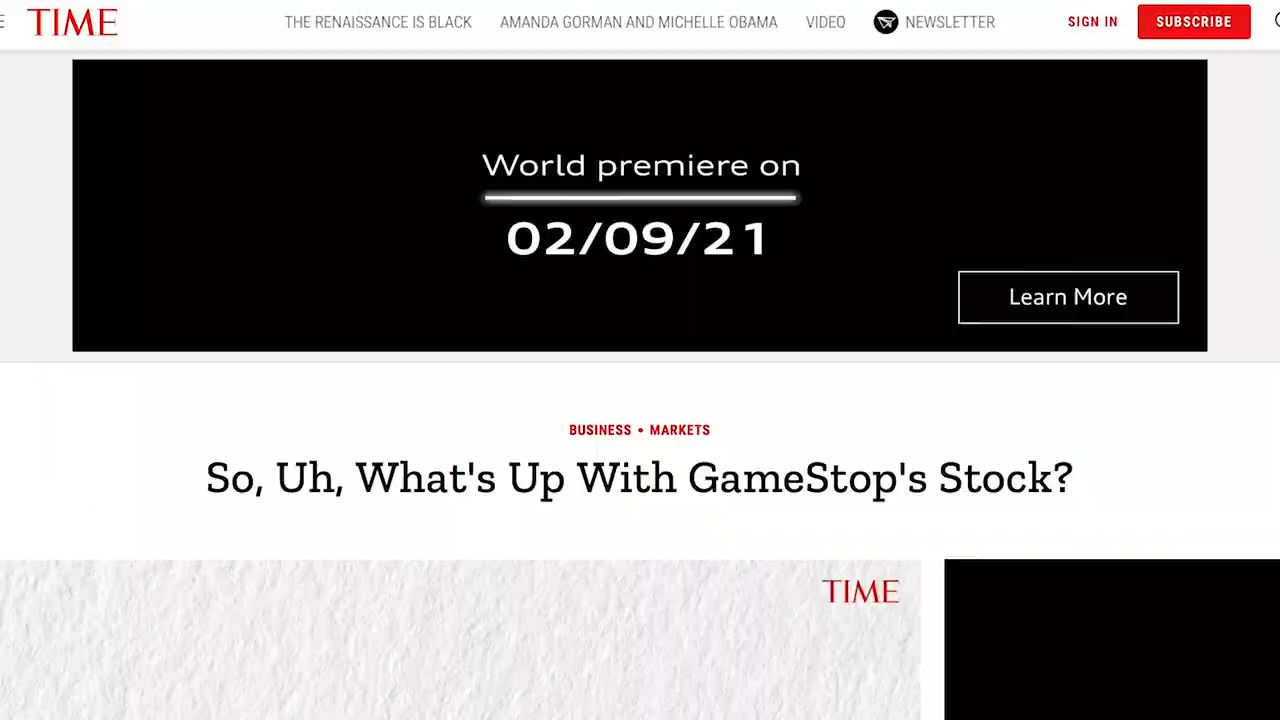 TIME
THE RENAISSANCE IS BLACK
AMANDA GORMAN AND MICHELLE OBAMA
VIDEO
NEWSLETTER
SIGN IN
SUBSCRIBE
World premiere on
02/09/21
Learn More
BUSINESS • MARKETS
So, Uh, What's Up With GameStop's Stock?
TIME